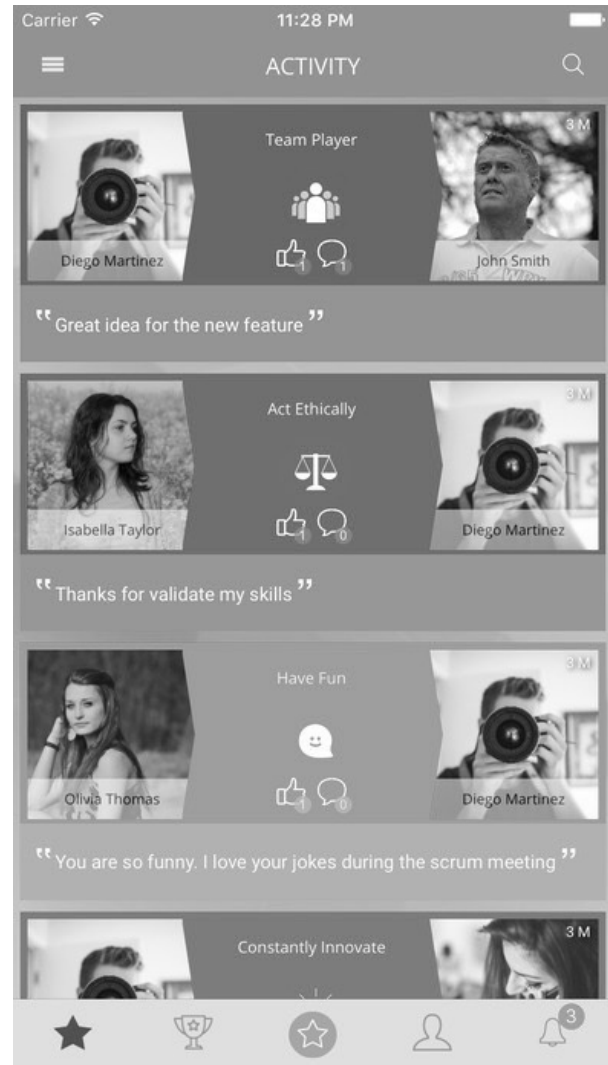 Carrier 11:28 PM
ACTIVITY
Team Player
3 M
1 1
Diego Martinez
John Smith
" Great idea for the new feature "
Act Ethically
3 M
1 0
Isabella Taylor
Diego Martinez
" Thanks for validate my skills "
Have Fun
3 M
1 0
Olivia Thomas
Diego Martinez
" You are so funny. I love your jokes during the scrum meeting "
Constantly Innovate
3 M
3